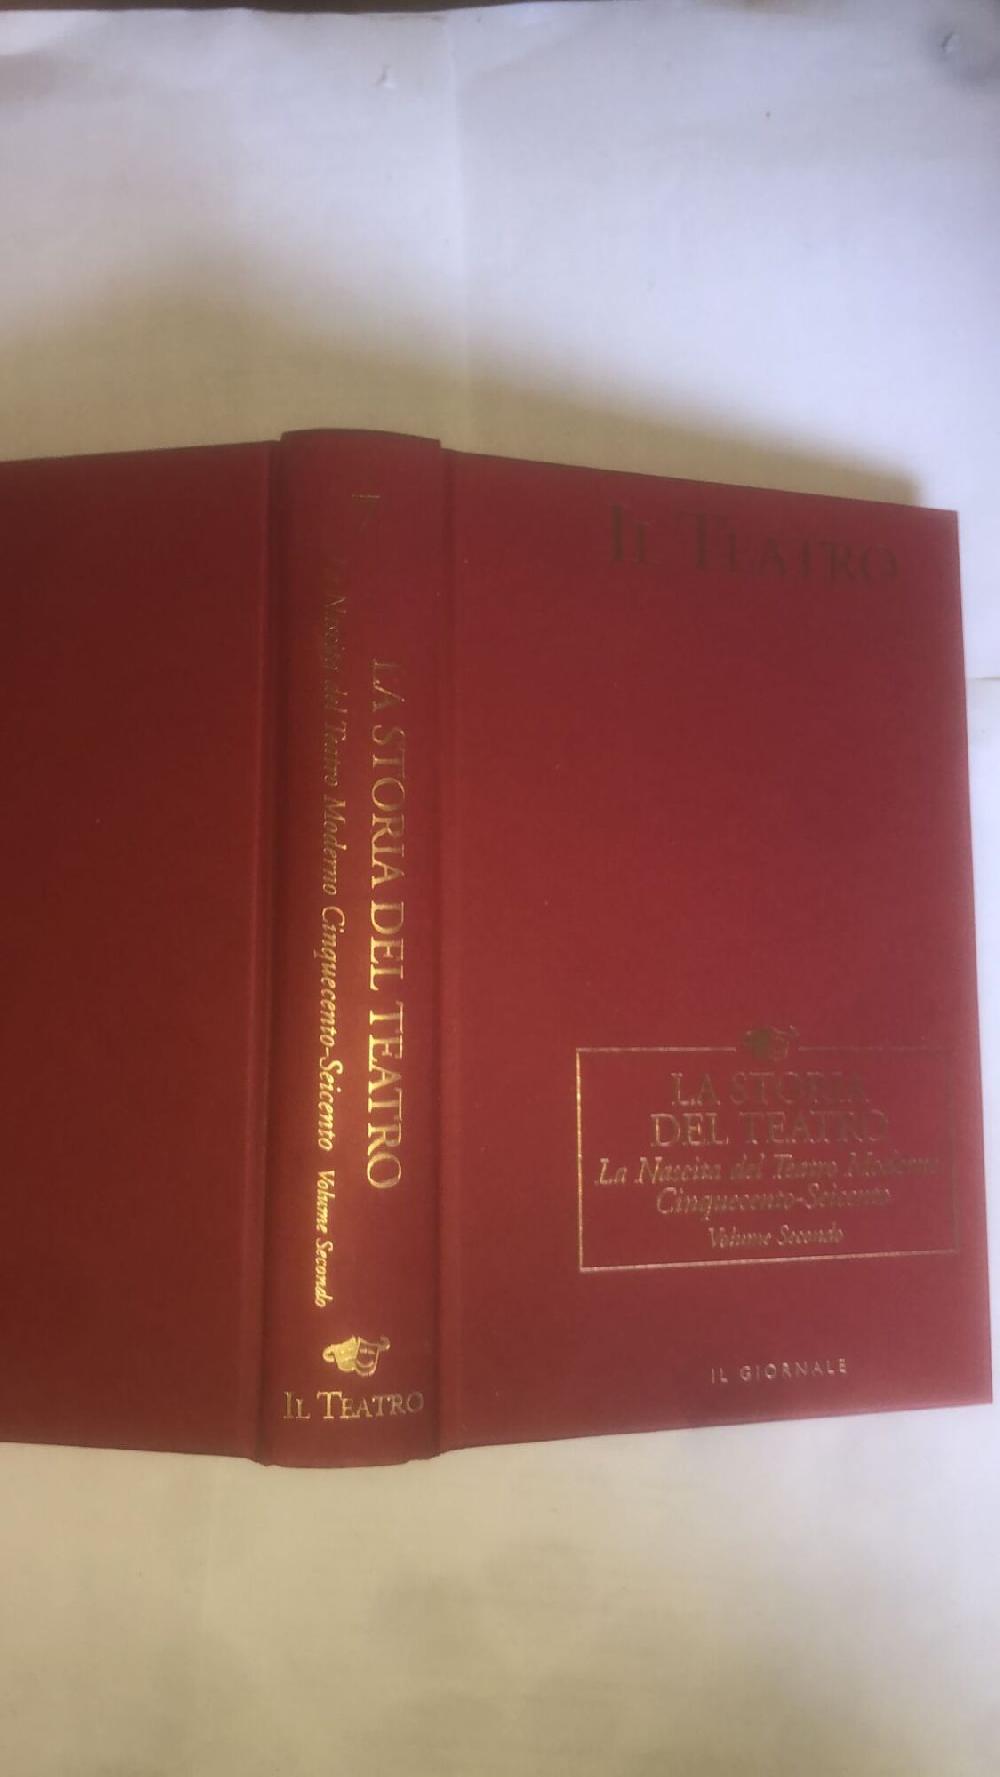 7
La Nascita del Teatro Moderno Cinquecento-Seicento Volume Secondo
LA STORIA DEL TEATRO
IL TEATRO
IL TEATRO
LA STORIA
DEL TEATRO
La Nascita del Teatro Moderno
Cinquecento-Seicento
Volume Secondo
IL GIORNALE